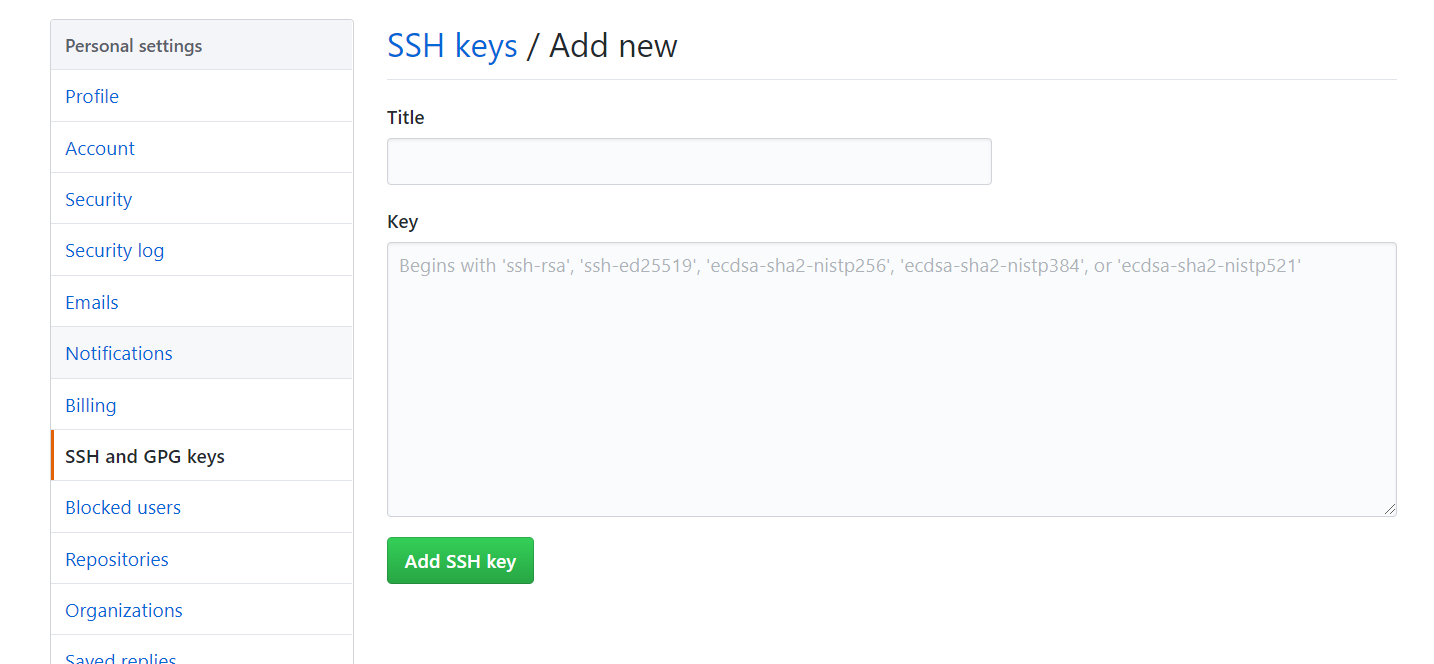 Personal settings
Profile
Account
Security
Security log
Emails
Notifications
Billing
SSH and GPG keys
Blocked users
Repositories
Organizations
Saved replies
SSH keys / Add new
Title
Key
Begins with 'ssh-rsa', 'ssh-ed25519', 'ecdsa-sha2-nistp256', 'ecdsa-sha2-nistp384', or 'ecdsa-sha2-nistp521'
Add SSH key